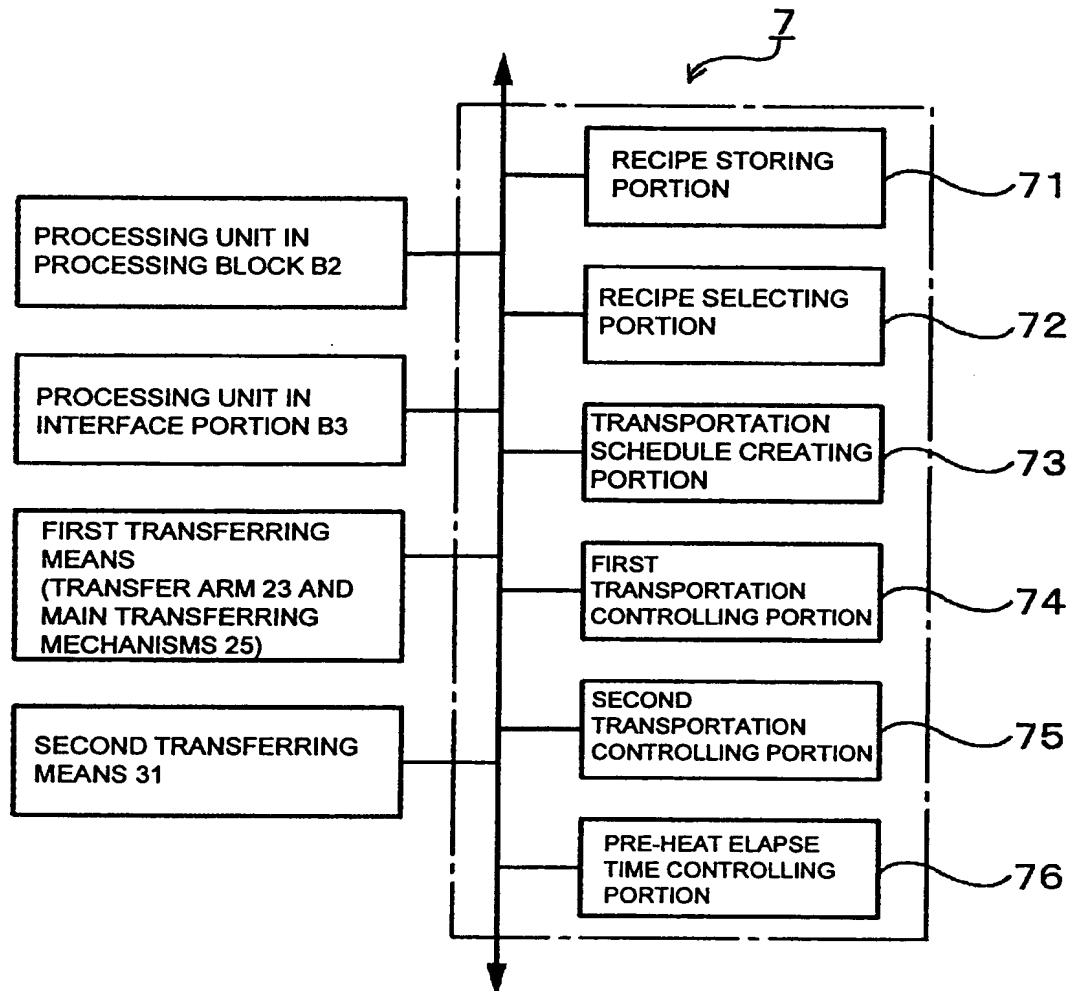 7
RECIPE STORING
PORTION
71
PROCESSING UNIT IN
PROCESSING BLOCK B2
RECIPE SELECTING
PORTION
72
PROCESSING UNIT IN
INTERFACE PORTION B3
TRANSPORTATION
SCHEDULE CREATING
PORTION
73
FIRST TRANSFERRING
MEANS
(TRANSFER ARM 23 AND
MAIN TRANSFERRING
MECHANISMS 25)
FIRST
TRANSPORTATION
CONTROLLING PORTION
74
SECOND TRANSFERRING
MEANS 31
SECOND
TRANSPORTATION
CONTROLLING PORTION
75
PRE-HEAT ELAPSE
TIME CONTROLLING
PORTION
76